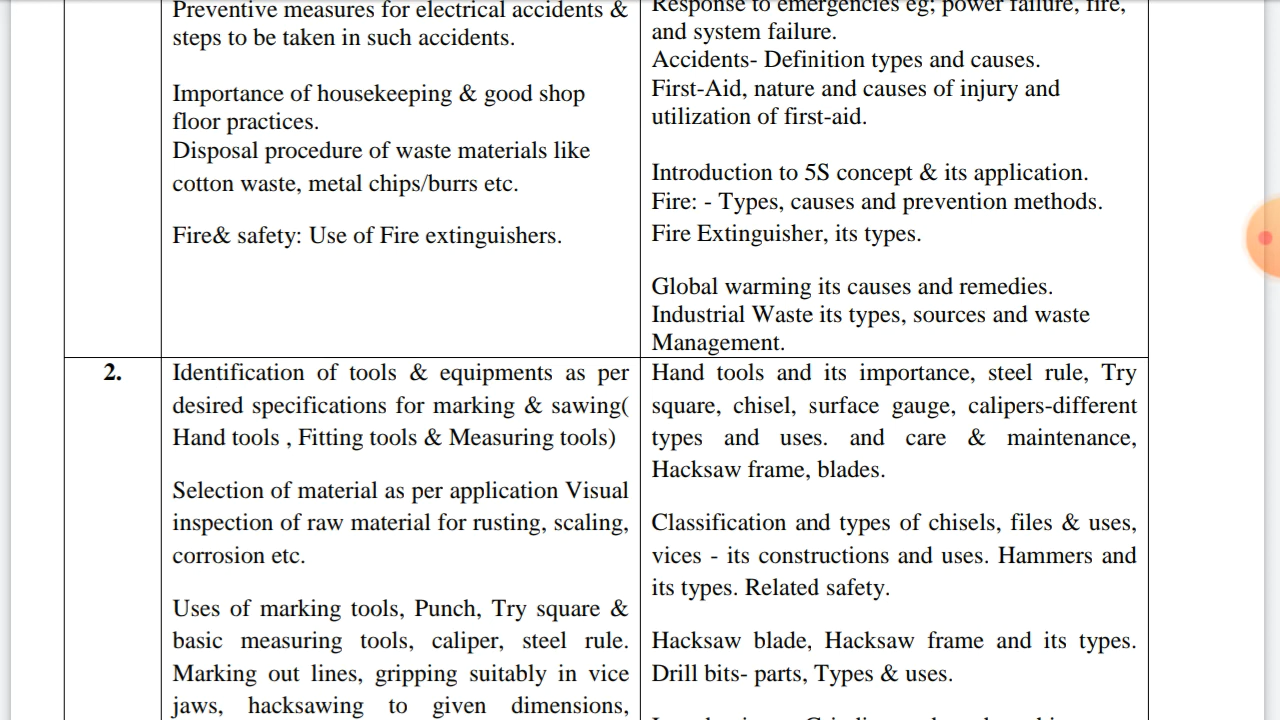 Preventive measures for electrical accidents &
steps to be taken in such accidents.
Importance of housekeeping & good shop
floor practices.
Disposal procedure of waste materials like
cotton waste, metal chips/burrs etc.
Fire& safety: Use of Fire extinguishers.
Response to emergencies eg; power failure, fire,
and system failure.
Accidents- Definition types and causes.
First-Aid, nature and causes of injury and
utilization of first-aid.
Introduction to 5S concept & its application.
Fire: - Types, causes and prevention methods.
Fire Extinguisher, its types.
Global warming its causes and remedies.
Industrial Waste its types, sources and waste
Management.
2.
Identification of tools & equipments as per
desired specifications for marking & sawing(
Hand tools , Fitting tools & Measuring tools)
Selection of material as per application Visual
inspection of raw material for rusting, scaling,
corrosion etc.
Uses of marking tools, Punch, Try square &
basic measuring tools, caliper, steel rule.
Marking out lines, gripping suitably in vice
jaws, hacksawing to given dimensions,
Hand tools and its importance, steel rule, Try
square, chisel, surface gauge, calipers-different
types and uses. and care & maintenance,
Hacksaw frame, blades.
Classification and types of chisels, files & uses,
vices - its constructions and uses. Hammers and
its types. Related safety.
Hacksaw blade, Hacksaw frame and its types.
Drill bits- parts, Types & uses.